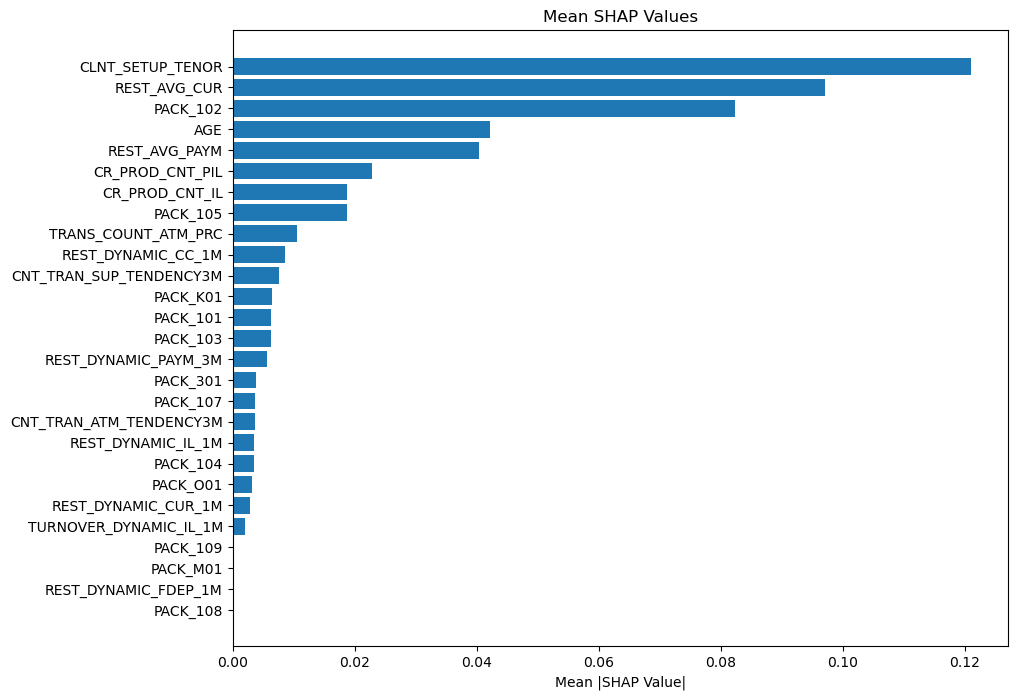 Mean SHAP Values
CLNT_SETUP_TENOR
REST_AVG_CUR
PACK_102
AGE
REST_AVG_PAYM
CR_PROD_CNT_PIL
CR_PROD_CNT_IL
PACK_105
TRANS_COUNT_ATM_PRC
REST_DYNAMIC_CC_1M
CNT_TRAN_SUP_TENDENCY3M
PACK_K01
PACK_101
PACK_103
REST_DYNAMIC_PAYM_3M
PACK_301
PACK_107
CNT_TRAN_ATM_TENDENCY3M
REST_DYNAMIC_IL_1M
PACK_104
PACK_O01
REST_DYNAMIC_CUR_1M
TURNOVER_DYNAMIC_IL_1M
PACK_109
PACK_M01
REST_DYNAMIC_FDEP_1M
PACK_108
0.00 0.02 0.04 0.06 0.08 0.10 0.12
Mean |SHAP Value|